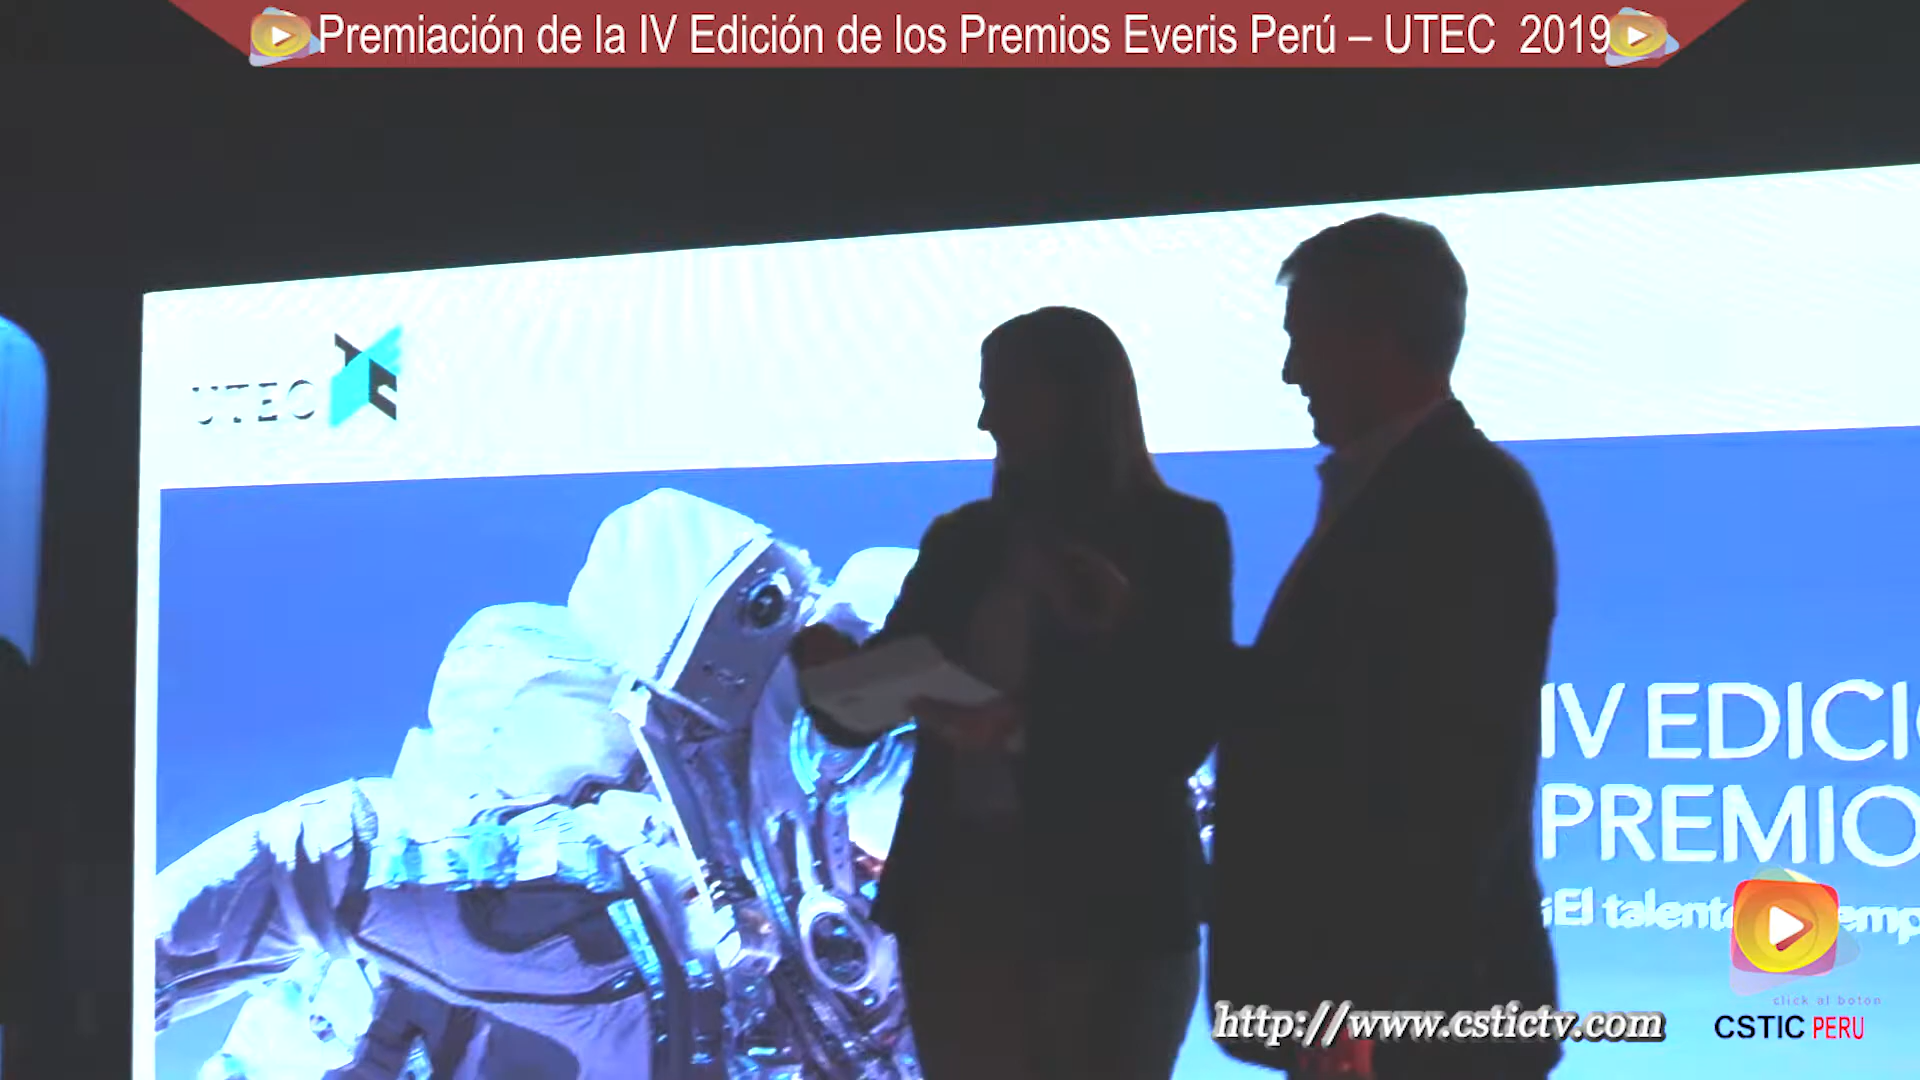 Premiación de la IV Edición de los Premios Everis Perú – UTEC 2019
UTEC
IV EDICI
PREMIO
¡El talent
http://www.cstictv.com
click al boton
CSTIC PERU